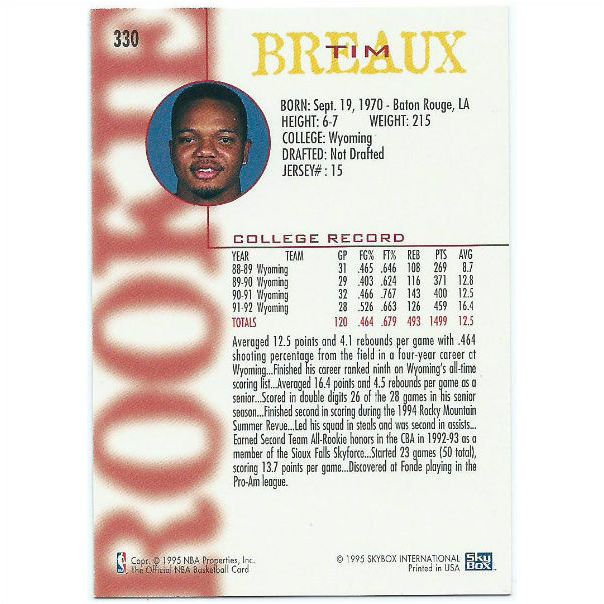 330
TIM
BREAUX
BORN: Sept. 19, 1970 - Baton Rouge, LA
HEIGHT: 6-7 WEIGHT: 215
COLLEGE: Wyoming
DRAFTED: Not Drafted
JERSEY# : 15
ROOKIE
COLLEGE RECORD
YEAR TEAM GP FG% FT% REB PTS AVG
88-89 Wyoming 31 .465 .646 108 269 8.7
89-90 Wyoming 29 .403 .624 116 371 12.8
90-91 Wyoming 32 .466 .767 143 400 12.5
91-92 Wyoming 28 .526 .663 126 459 16.4
TOTALS 120 .464 .679 493 1499 12.5
Averaged 12.5 points and 4.1 rebounds per game with .464
shooting percentage from the field in a four-year career ct
Wyoming...Finished his career ranked ninth on Wyoming's all-time
scoring list...Averaged 16.4 points and 4.5 rebounds per game as a
senior...Scored in double digits 26 of the 28 games in his senior
season...Finished second in scoring during the 1994 Rocky Mountain
Summer Revue...Led his squad in steals and was second in assists...
Earned Second Team All-Rookie honors in the CBA in 1992-93 as a
member of the Sioux Falls Skyforce...Started 23 games (50 total),
scoring 13.7 points per game...Discovered at Fonde playing in the
Pro-Am league.
Copr. © 1995 NBA Properties, Inc.
the Official NBA Basketball Card
© 1995 SKYBOX INTERNATIONAL
Printed in USA
SkyBox